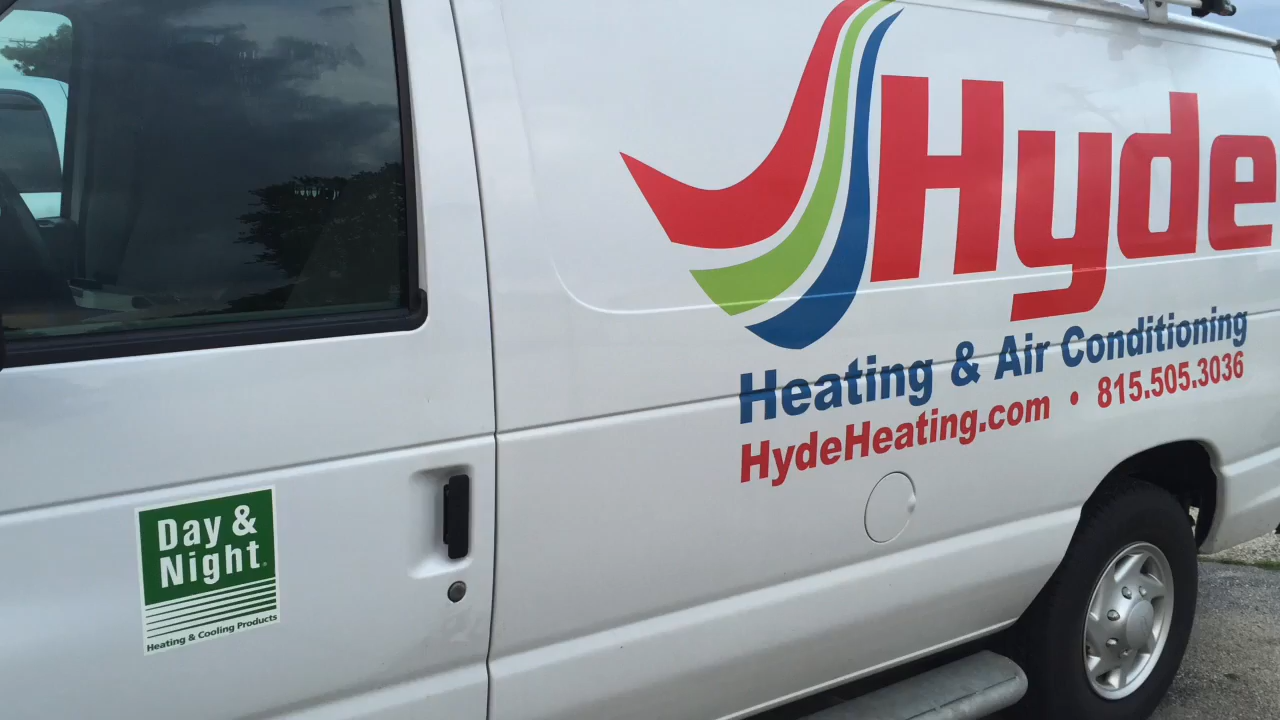 Hyde
Heating & Air Conditioning
HydeHeating.com • 815.505.3036
Day &
Night
Heating & Cooling Products